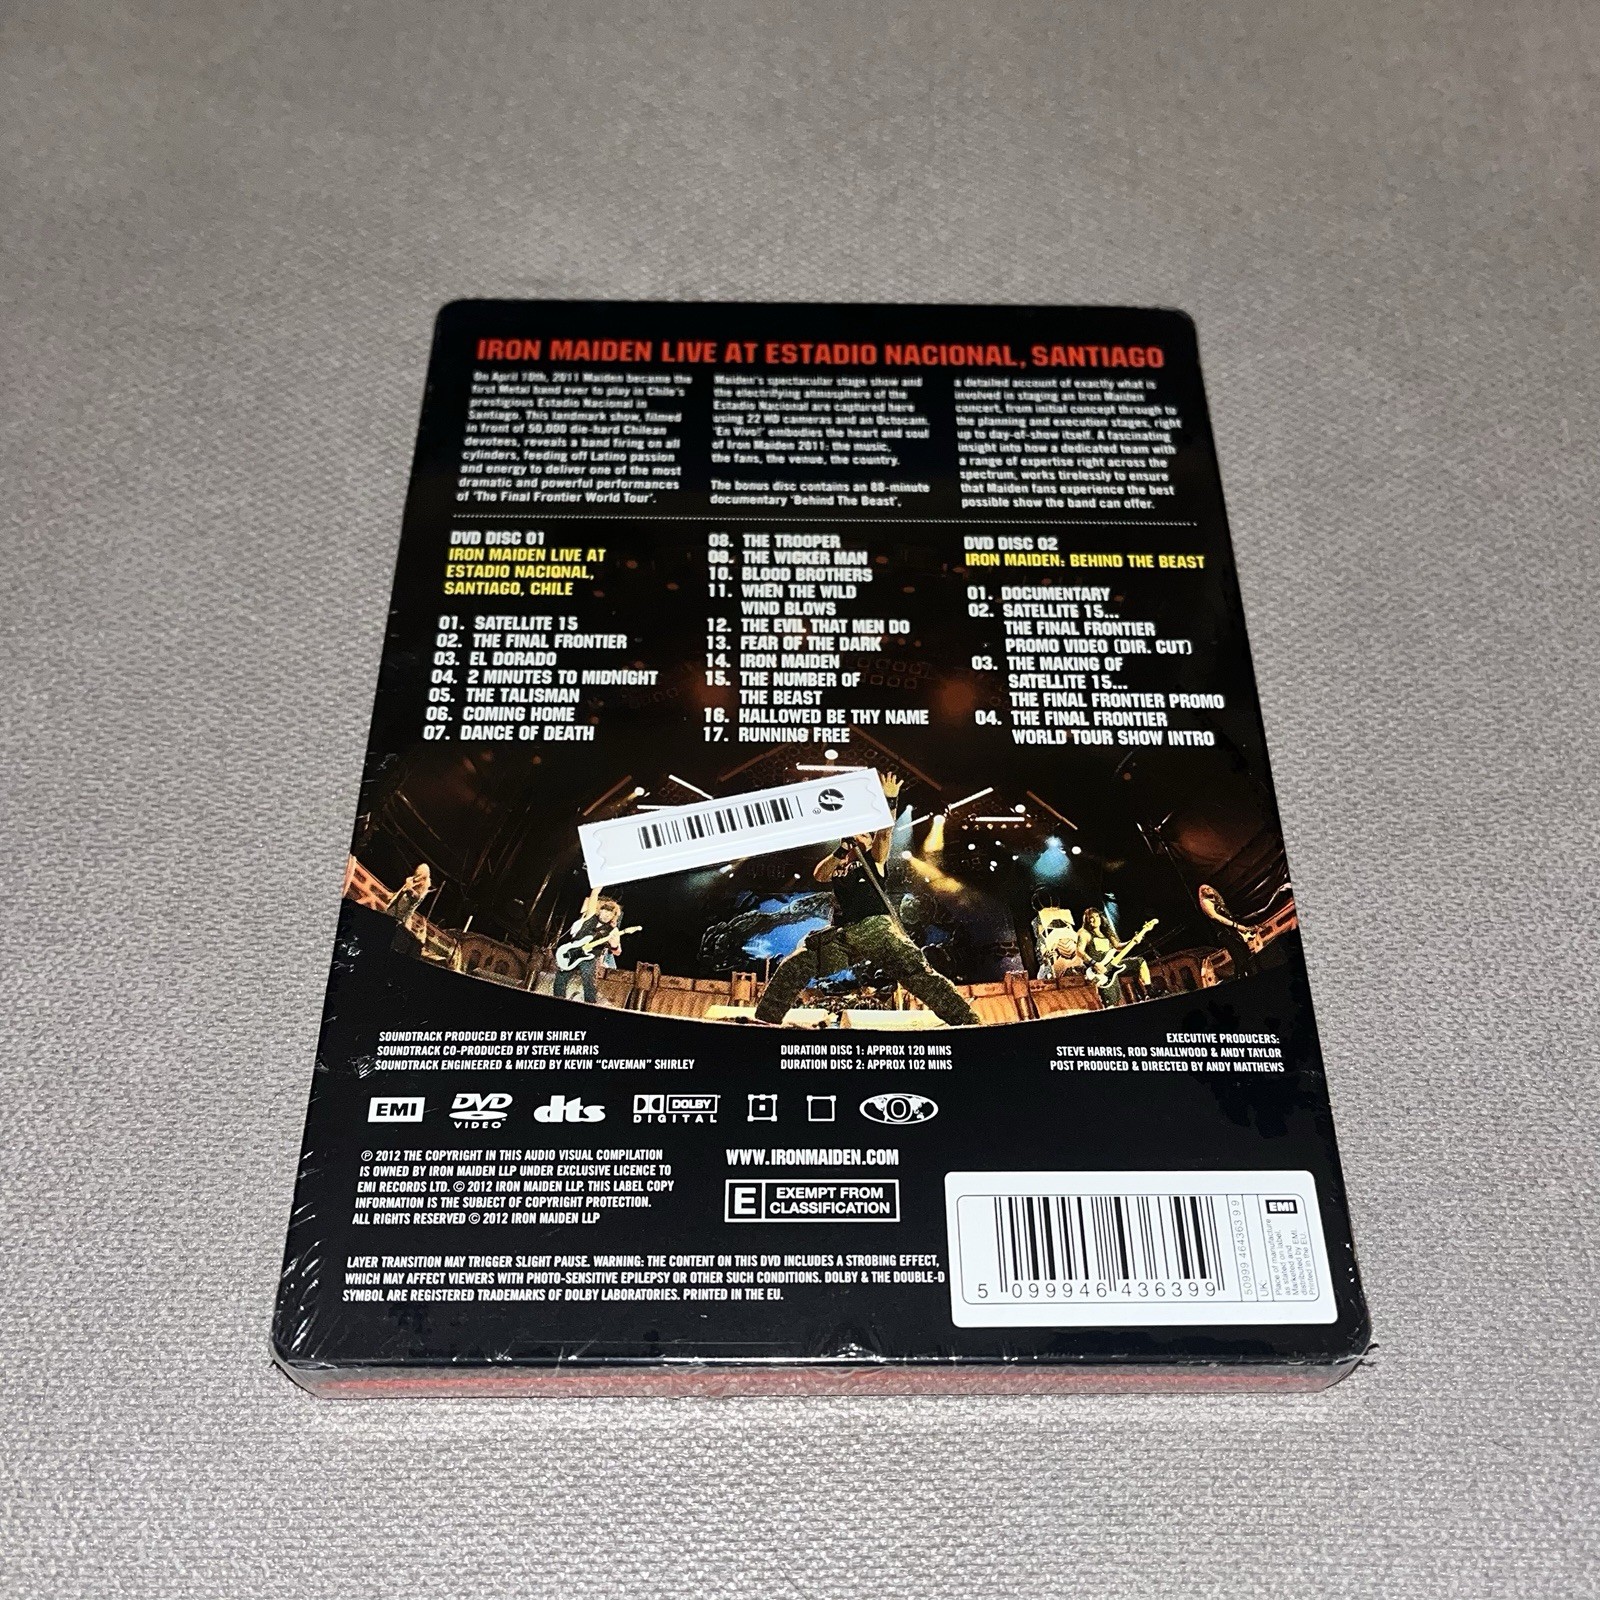 IRON MAIDEN LIVE AT ESTADIO NACIONAL, SANTIAGO
On April 10th, 2011 Maiden became the
first Metal band ever to play in Chile's
prestigious Estadio Nacional in
Santiago. This landmark show, filmed
in front of 50,000 die-hard Chilean
devotees, reveals a band firing on all
cylinders, feeding off Latino passion
and energy to deliver one of the most
dramatic and powerful performances
of 'The Final Frontier World Tour'.
Maiden's spectacular stage show and
the electrifying atmosphere of the
Estadio Nacional are captured here
using 22 HD cameras and an Octocam.
'En Vivo!' embodies the heart and soul
of Iron Maiden 2011: the music,
the fans, the venue, the country.
The bonus disc contains an 88-minute
documentary 'Behind The Beast',
a detailed account of exactly what is
involved in staging an Iron Maiden
concert, from initial concept through to
the planning and execution stages, right
up to day-of-show itself. A fascinating
insight into how a dedicated team with
a range of expertise right across the
spectrum, works tirelessly to ensure
that Maiden fans experience the best
possible show the band can offer.
DVD DISC 01
IRON MAIDEN LIVE AT
ESTADIO NACIONAL,
SANTIAGO, CHILE
01. SATELLITE 15
02. THE FINAL FRONTIER
03. EL DORADO
04. 2 MINUTES TO MIDNIGHT
05. THE TALISMAN
06. COMING HOME
07. DANCE OF DEATH
08. THE TROOPER
09. THE WICKER MAN
10. BLOOD BROTHERS
11. WHEN THE WILD
WIND BLOWS
12. THE EVIL THAT MEN DO
13. FEAR OF THE DARK
14. IRON MAIDEN
15. THE NUMBER OF
THE BEAST
16. HALLOWED BE THY NAME
17. RUNNING FREE
DVD DISC 02
IRON MAIDEN: BEHIND THE BEAST
01. DOCUMENTARY
02. SATELLITE 15...
THE FINAL FRONTIER
PROMO VIDEO (DIR. CUT)
03. THE MAKING OF
SATELLITE 15...
THE FINAL FRONTIER PROMO
04. THE FINAL FRONTIER
WORLD TOUR SHOW INTRO
SOUNDTRACK PRODUCED BY KEVIN SHIRLEY
SOUNDTRACK CO-PRODUCED BY STEVE HARRIS
SOUNDTRACK ENGINEERED & MIXED BY KEVIN "CAVEMAN" SHIRLEY
DURATION DISC 1: APPROX 120 MINS
DURATION DISC 2: APPROX 102 MINS
EXECUTIVE PRODUCERS:
STEVE HARRIS, ROD SMALLWOOD & ANDY TAYLOR
POST PRODUCED & DIRECTED BY ANDY MATTHEWS
EMI
DVD
VIDEO
dts
DOLBY
DIGITAL
0
℗ 2012 THE COPYRIGHT IN THIS AUDIO VISUAL COMPILATION
IS OWNED BY IRON MAIDEN LLP UNDER EXCLUSIVE LICENCE TO
EMI RECORDS LTD. © 2012 IRON MAIDEN LLP. THIS LABEL COPY
INFORMATION IS THE SUBJECT OF COPYRIGHT PROTECTION.
ALL RIGHTS RESERVED © 2012 IRON MAIDEN LLP
WWW.IRONMAIDEN.COM
E EXEMPT FROM
CLASSIFICATION
LAYER TRANSITION MAY TRIGGER SLIGHT PAUSE. WARNING: THE CONTENT ON THIS DVD INCLUDES A STROBING EFFECT,
WHICH MAY AFFECT VIEWERS WITH PHOTO-SENSITIVE EPILEPSY OR OTHER SUCH CONDITIONS. DOLBY & THE DOUBLE-D
SYMBOL ARE REGISTERED TRADEMARKS OF DOLBY LABORATORIES. PRINTED IN THE EU.
5 099946 436399
50999 464363 9 9
UK:
EMI
Place of manufacture
as stated on label.
Marketed and
distributed by EMI.
Printed in the EU.